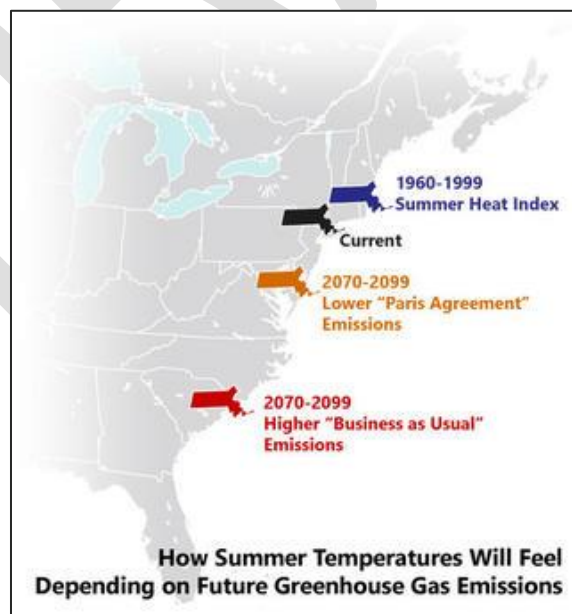 1960-1999
Summer Heat Index
Current
2070-2099
Lower “Paris Agreement”
Emissions
2070-2099
Higher “Business as Usual”
Emissions
How Summer Temperatures Will Feel
Depending on Future Greenhouse Gas Emissions